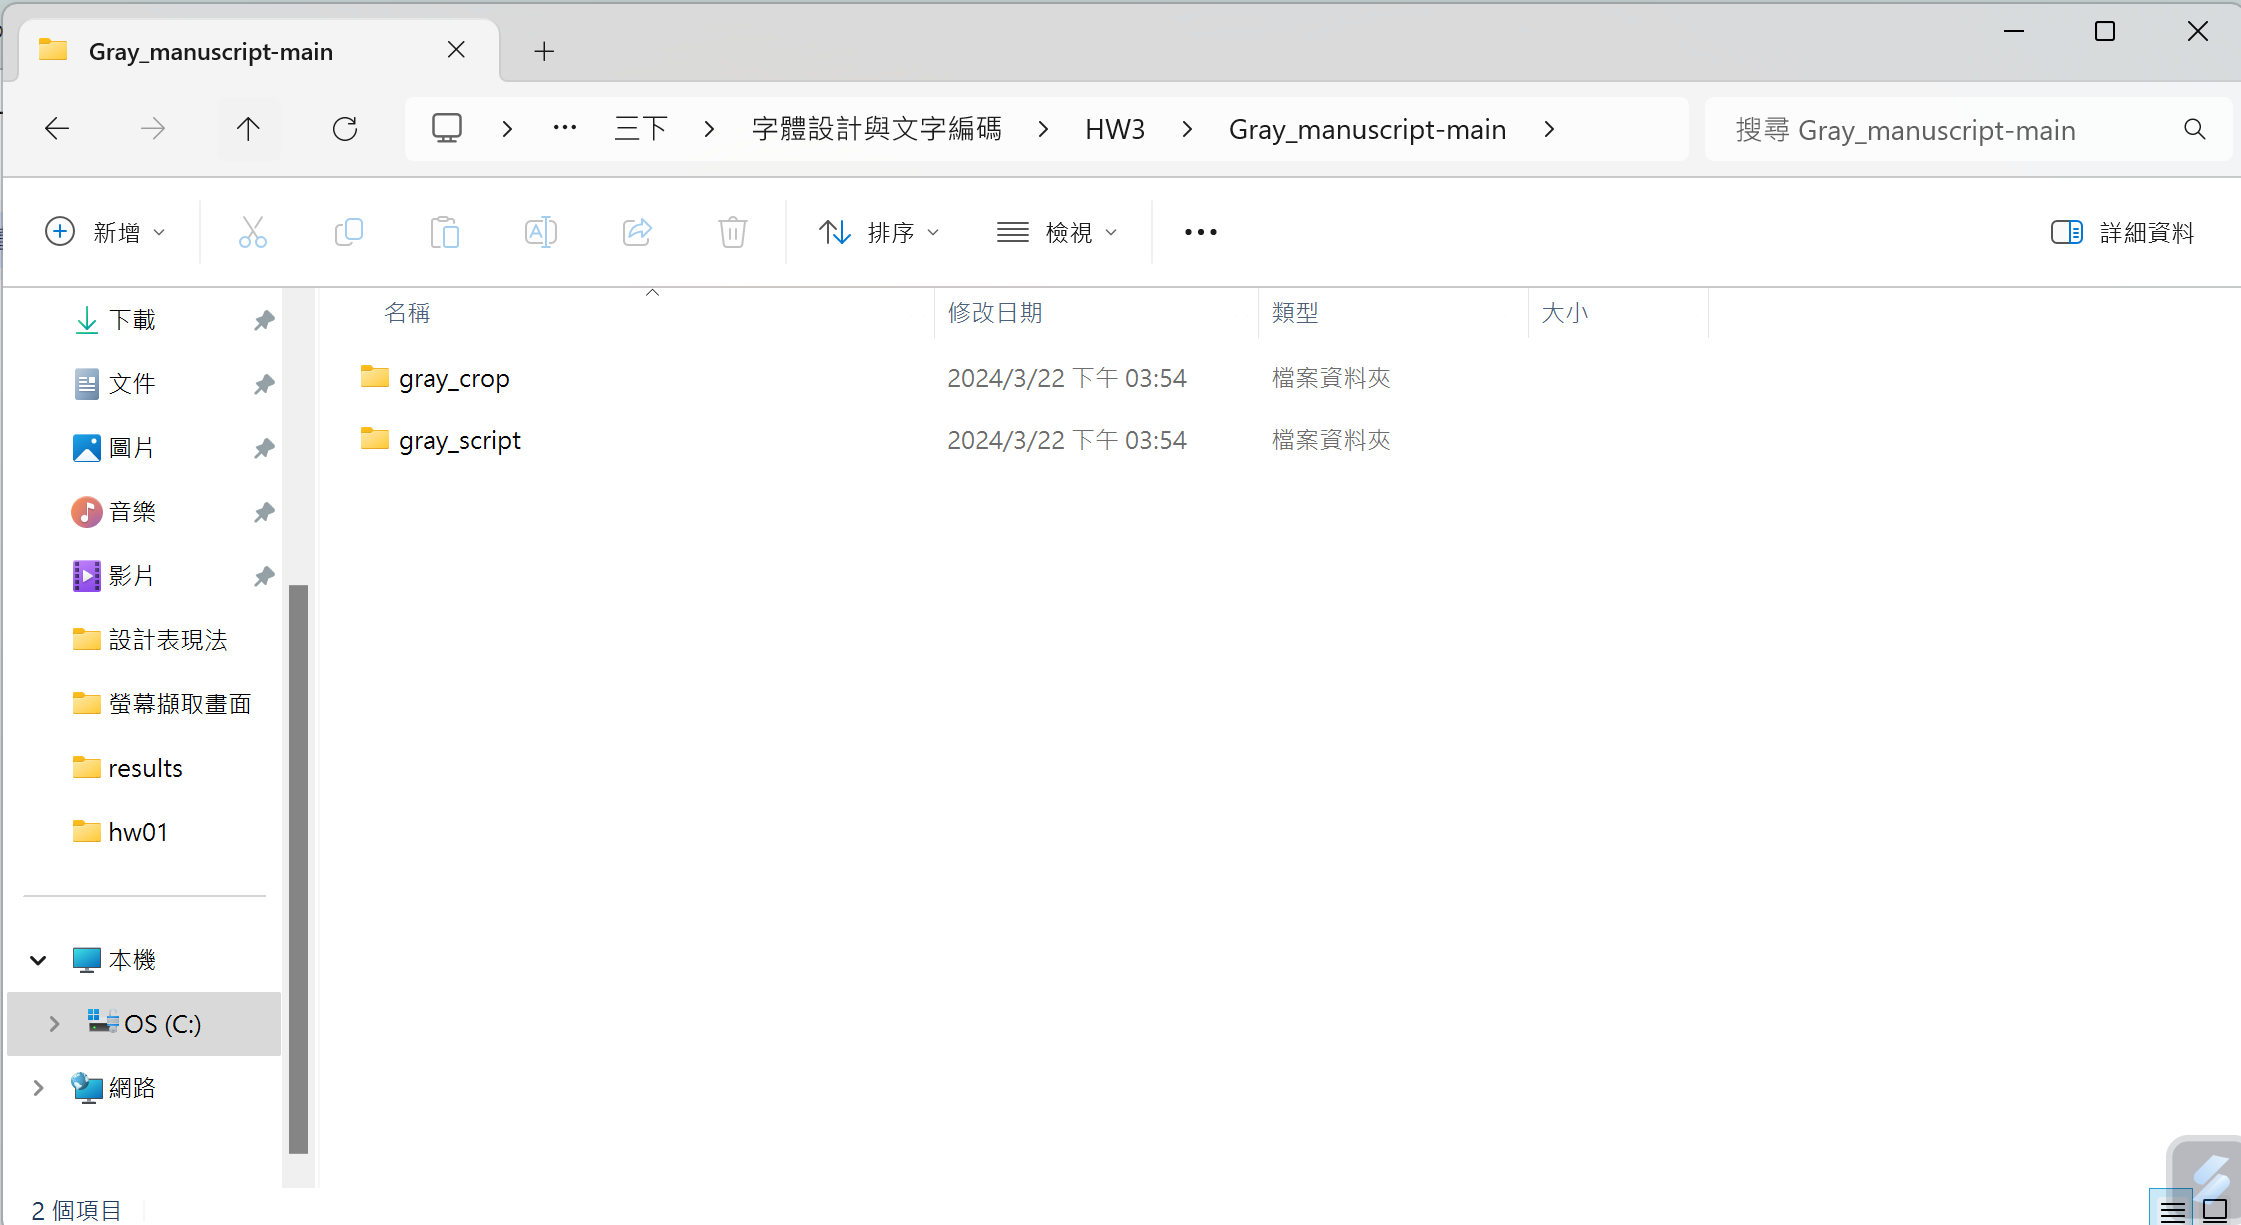 Gray_manuscript-main
三下 字體設計與文字編碼 HW3 Gray_manuscript-main
搜尋 Gray_manuscript-main
新增
排序
檢視
詳細資料
下載
文件
圖片
音樂
影片
設計表現法
螢幕擷取畫面
results
hw01
本機
OS (C:)
網路
名稱 修改日期 類型 大小
gray_crop 2024/3/22 下午 03:54 檔案資料夾
gray_script 2024/3/22 下午 03:54 檔案資料夾
2 個項目